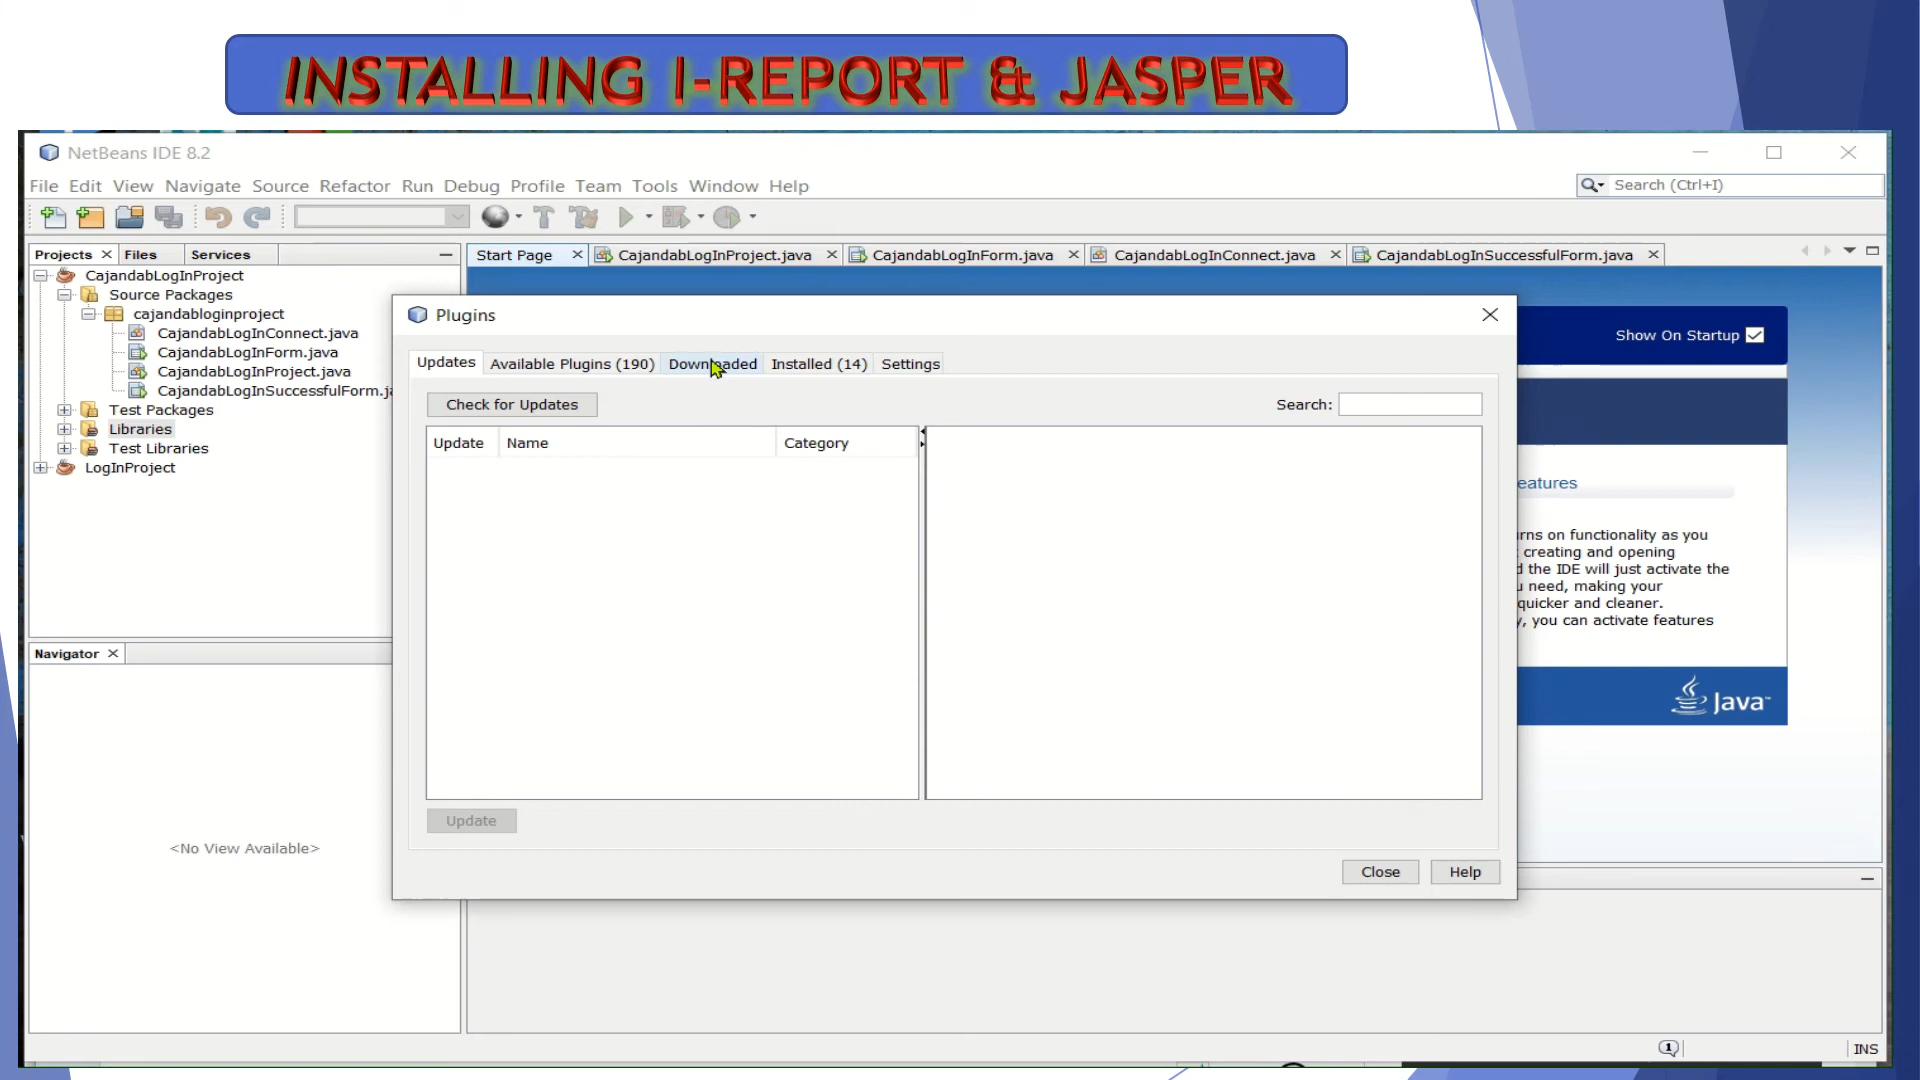 INSTALLING I-REPORT & JASPER
NetBeans IDE 8.2
File Edit View Navigate Source Refactor Run Debug Profile Team Tools Window Help
Search (Ctrl+I)
Projects Files Services
Start Page CajandabLogInProject.java CajandabLogInForm.java CajandabLogInConnect.java CajandabLogInSuccessfulForm.java
CajandabLogInProject
Source Packages
cajandabloginproject
CajandabLogInConnect.java
CajandabLogInForm.java
CajandabLogInProject.java
CajandabLogInSuccessfulForm.ja
Test Packages
Libraries
Test Libraries
LogInProject
Navigator
<No View Available>
Plugins
Updates Available Plugins (190) Downloaded Installed (14) Settings
Check for Updates Search:
Update Name Category
Update
Close Help
Show On Startup
eatures
rns on functionality as you
creating and opening
d the IDE will just activate the
u need, making your
quicker and cleaner.
y, you can activate features
Java™
1 INS